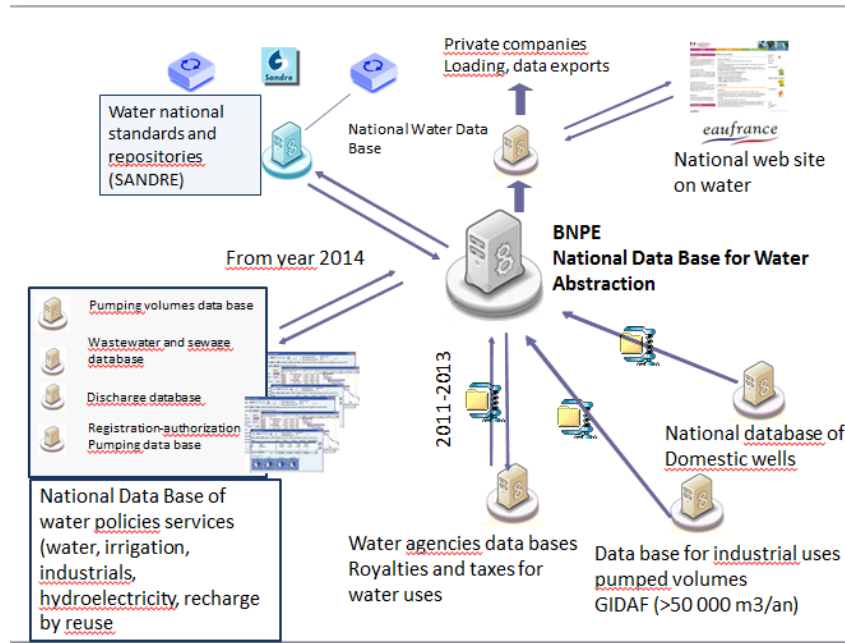 Private companies
Loading, data exports
Sandre
Water national
standards and
repositories
(SANDRE)
National Water Data
Base
eaufrance
National web site
on water
BNPE
National Data Base for Water
Abstraction
From year 2014
Pumping volumes data base
Wastewater and sewage
database
Discharge database
Registration-authorization
Pumping data base
2011-2013
National database of
Domestic wells
National Data Base of
water policies services
(water, irrigation,
industrials,
hydroelectricity, recharge
by reuse
Water agencies data bases
Royalties and taxes for
water uses
Data base for industrial uses
pumped volumes
GIDAF (>50 000 m3/an)